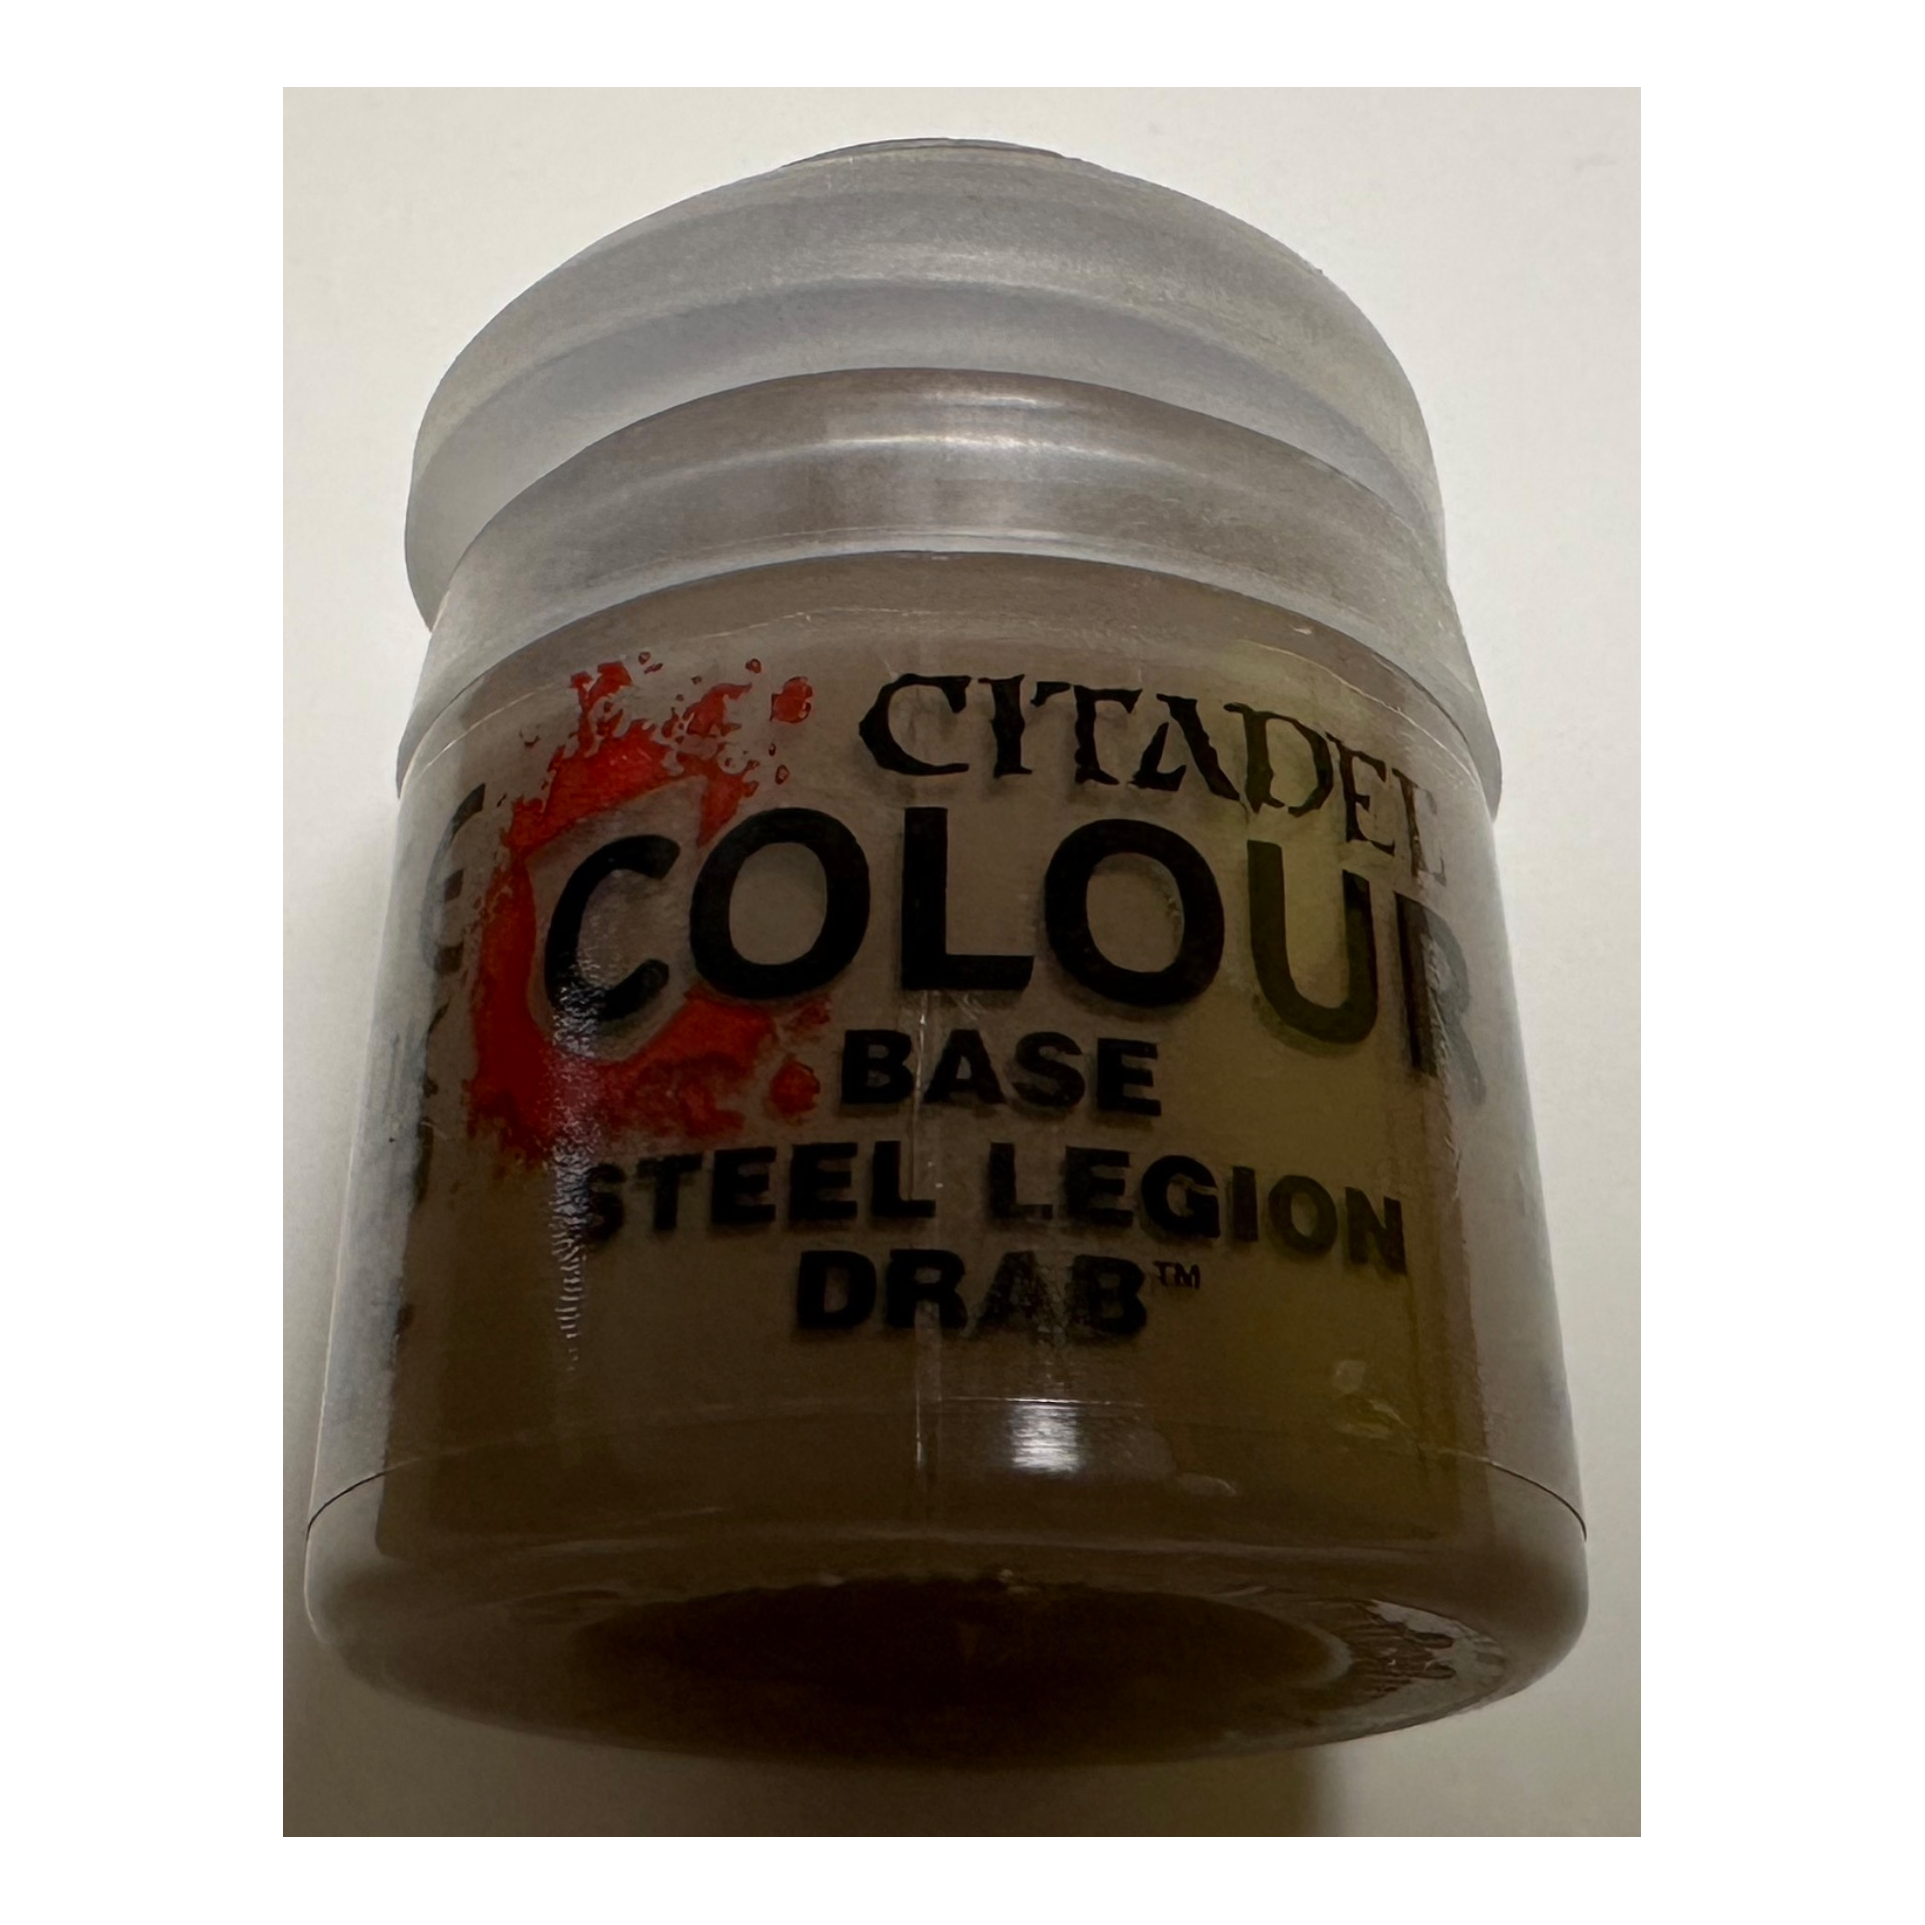 CITADEL
COLOUR
BASE
STEEL LEGION
DRAB™